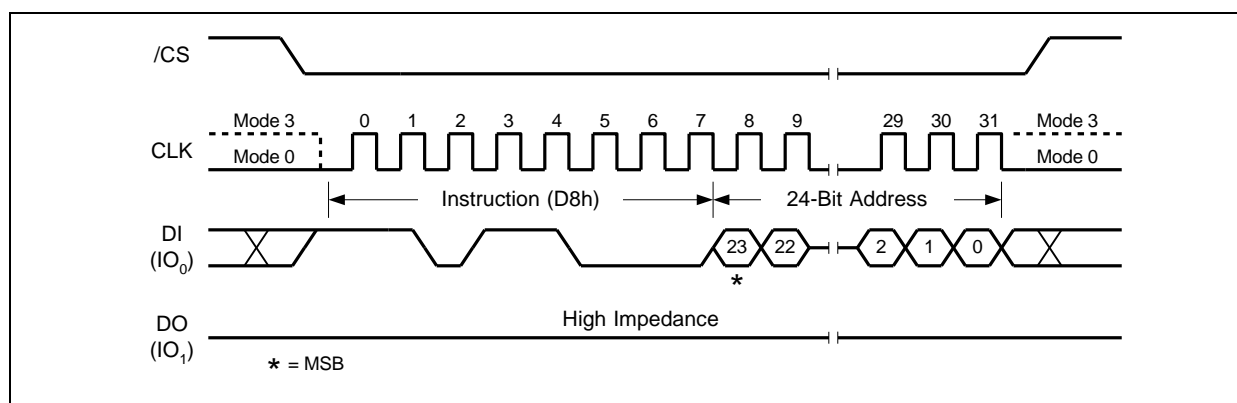 /CS
Mode 3
0 1 2 3 4 5 6 7 8 9 29 30 31
Mode 3
CLK
Mode 0
Mode 0
Instruction (D8h)
24-Bit Address
DI
(IO0)
23 22 2 1 0
*
High Impedance
DO
(IO1)
* = MSB